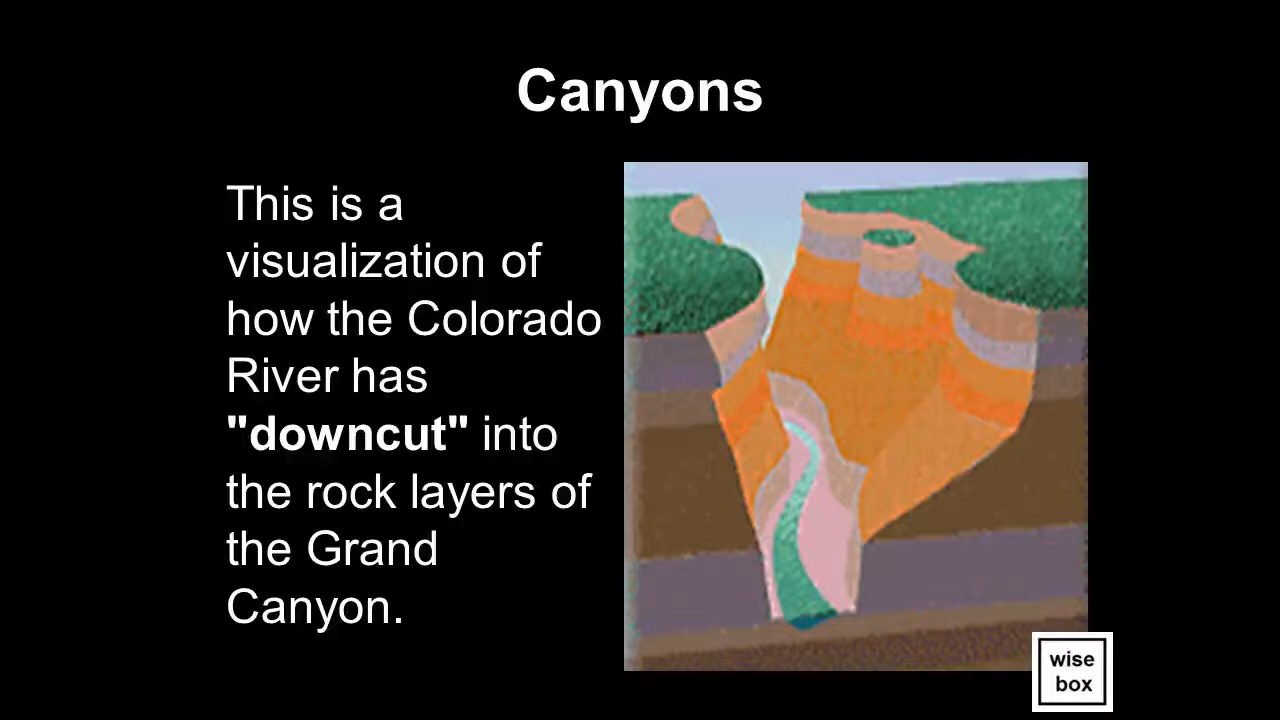 Canyons
This is a
visualization of
how the Colorado
River has
"downcut" into
the rock layers of
the Grand
Canyon.
wise
box